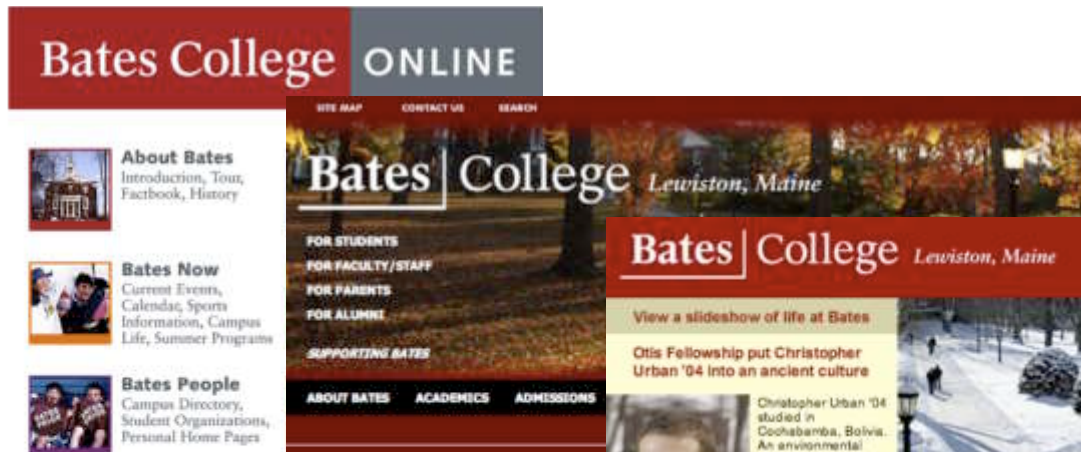 Bates College ONLINE
About Bates
Introduction, Tour,
Factbook, History
Bates Now
Current Events,
Calendar, Sports
Information, Campus
Life, Summer Programs
Bates People
Campus Directory,
Student Organizations,
Personal Home Pages
SITE MAP CONTACT US SEARCH
Bates College Lewiston, Maine
FOR STUDENTS
FOR FACULTY/STAFF
FOR PARENTS
FOR ALUMNI
SUPPORTING BATES
ABOUT BATES ACADEMICS ADMISSIONS
Bates College Lewiston, Maine
View a slideshow of life at Bates
Otis Fellowship put Christopher
Urban '04 into an ancient culture
Christopher Urban '04
studied in
Cochabamba, Bolivia.
An environmental